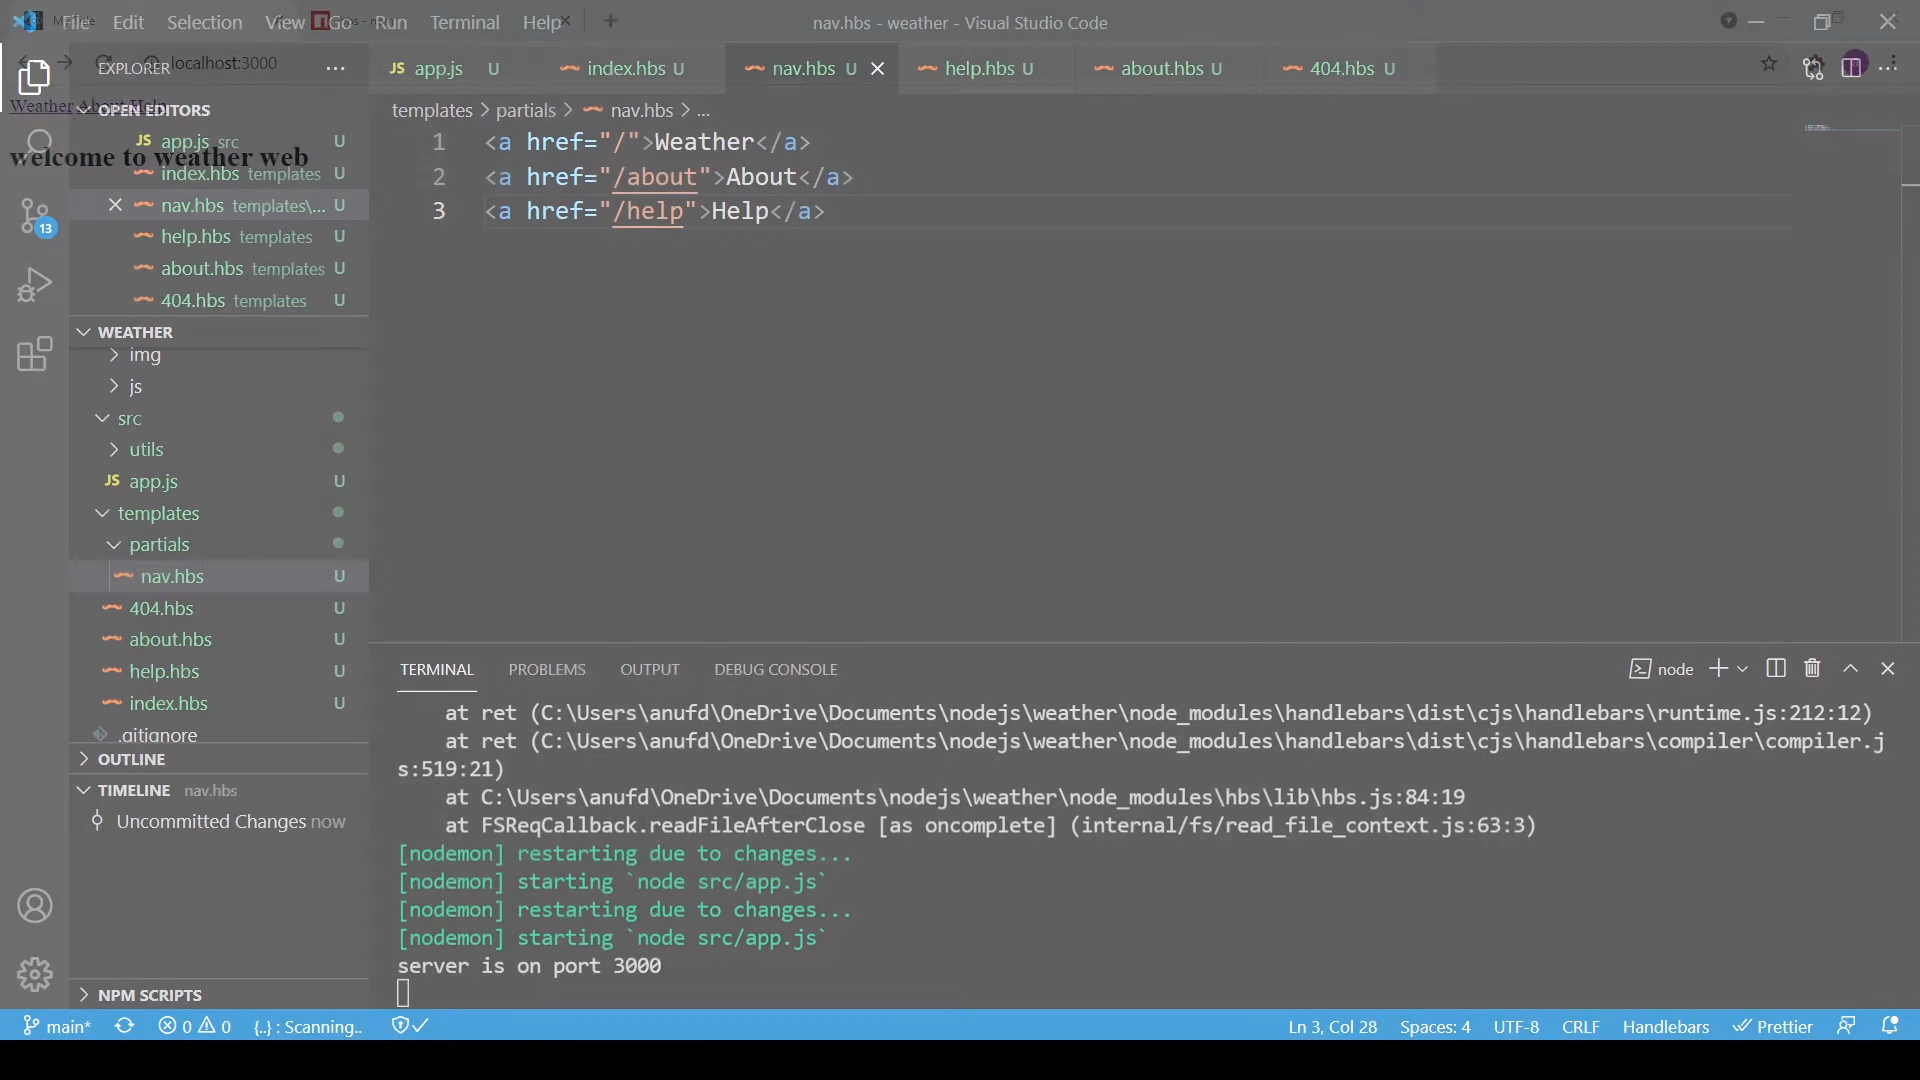 File Edit Selection View Go Run Terminal Help
nav.hbs - weather - Visual Studio Code
localhost:3000
Weather About Help
welcome to weather web
EXPLORER
OPEN EDITORS
JS app.js src U
index.hbs templates U
nav.hbs templates\... U
help.hbs templates U
about.hbs templates U
404.hbs templates U
13
WEATHER
img
js
src
utils
JS app.js U
templates
partials
nav.hbs U
404.hbs U
about.hbs U
help.hbs U
index.hbs U
.gitignore
OUTLINE
TIMELINE nav.hbs
Uncommitted Changes now
NPM SCRIPTS
JS app.js U index.hbs U nav.hbs U help.hbs U about.hbs U 404.hbs U
templates > partials > nav.hbs > ...
1 <a href="/">Weather</a>
2 <a href="/about">About</a>
3 <a href="/help">Help</a>
TERMINAL PROBLEMS OUTPUT DEBUG CONSOLE
node
at ret (C:\Users\anufd\OneDrive\Documents\nodejs\weather\node_modules\handlebars\dist\cjs\handlebars\runtime.js:212:12)
at ret (C:\Users\anufd\OneDrive\Documents\nodejs\weather\node_modules\handlebars\dist\cjs\handlebars\compiler\compiler.j
s:519:21)
at C:\Users\anufd\OneDrive\Documents\nodejs\weather\node_modules\hbs\lib\hbs.js:84:19
at FSReqCallback.readFileAfterClose [as oncomplete] (internal/fs/read_file_context.js:63:3)
[nodemon] restarting due to changes...
[nodemon] starting `node src/app.js`
[nodemon] restarting due to changes...
[nodemon] starting `node src/app.js`
server is on port 3000
main* 0 0 {..} : Scanning.. Ln 3, Col 28 Spaces: 4 UTF-8 CRLF Handlebars Prettier